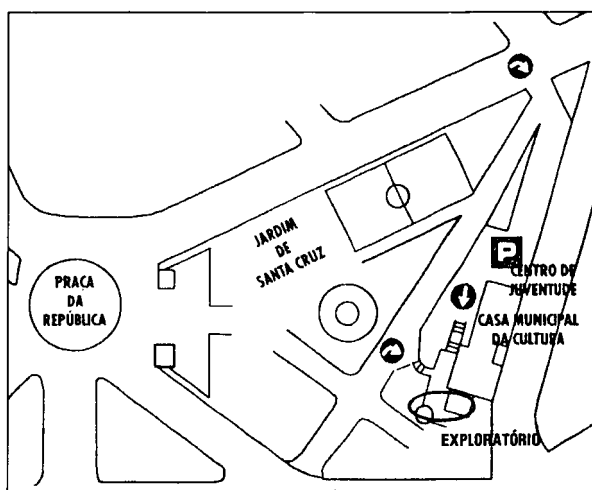 JARDIM
DE
SANTA CRUZ
PRAÇA
DA
REPÚBLICA
P
CENTRO DE
JUVENTUDE
CASA MUNICIPAL
DA CULTURA
EXPLORATÓRIO